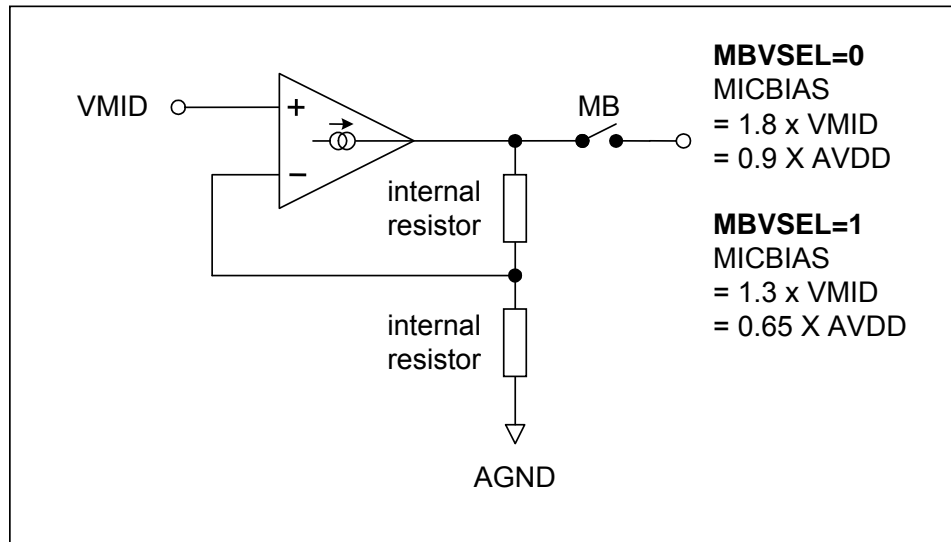 MBVSEL=0
MICBIAS
= 1.8 x VMID
= 0.9 X AVDD
VMID
+
−
MB
internal
resistor
MBVSEL=1
MICBIAS
= 1.3 x VMID
= 0.65 X AVDD
internal
resistor
AGND